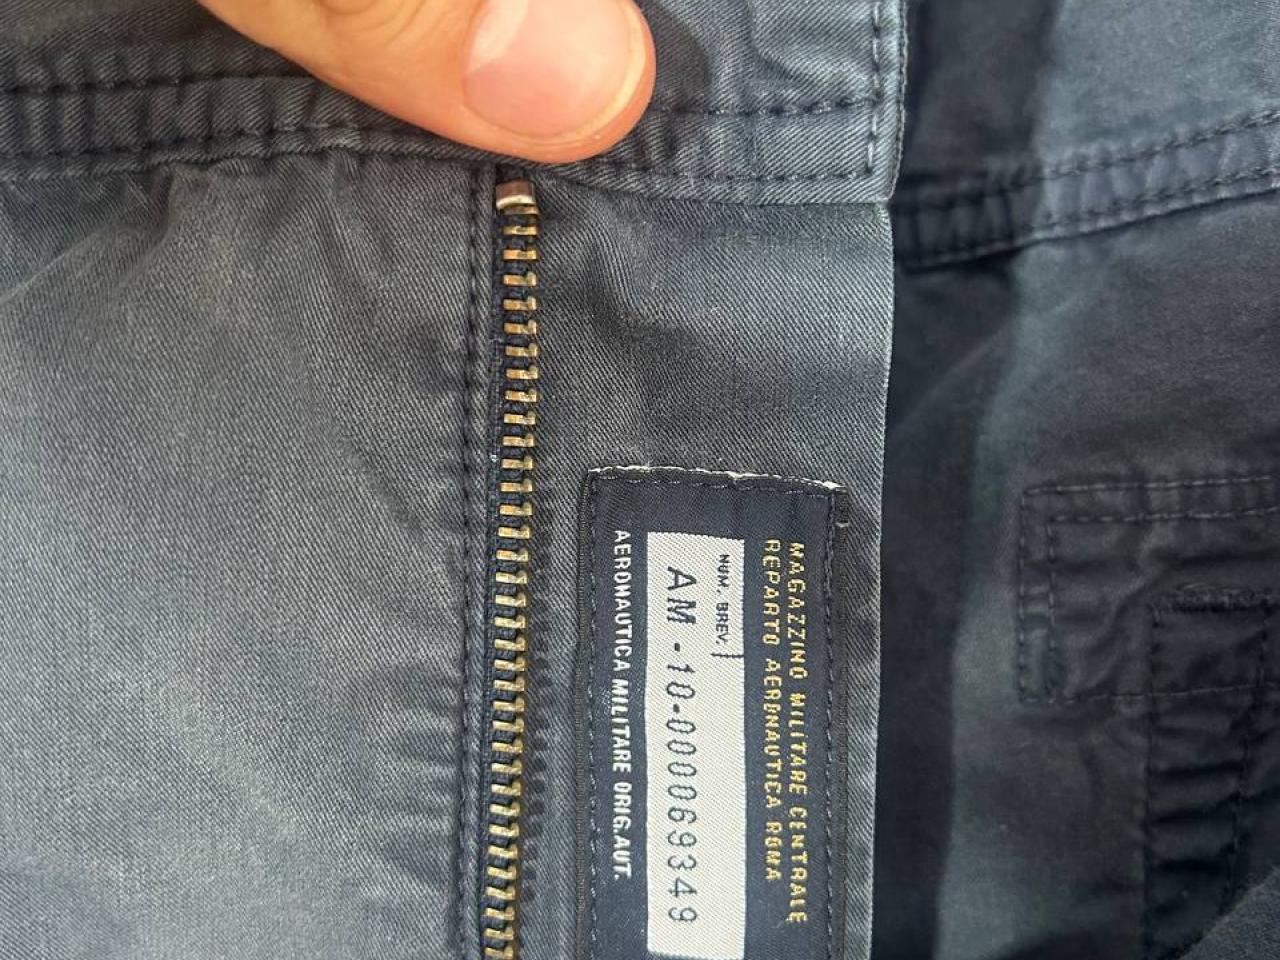 MAGAZZINO MILITARE CENTRALE
REPARTO AERONAUTICA ROMA
NUM. BREV.
AM - 10-000069349
AERONAUTICA MILITARE ORIG.AUT.